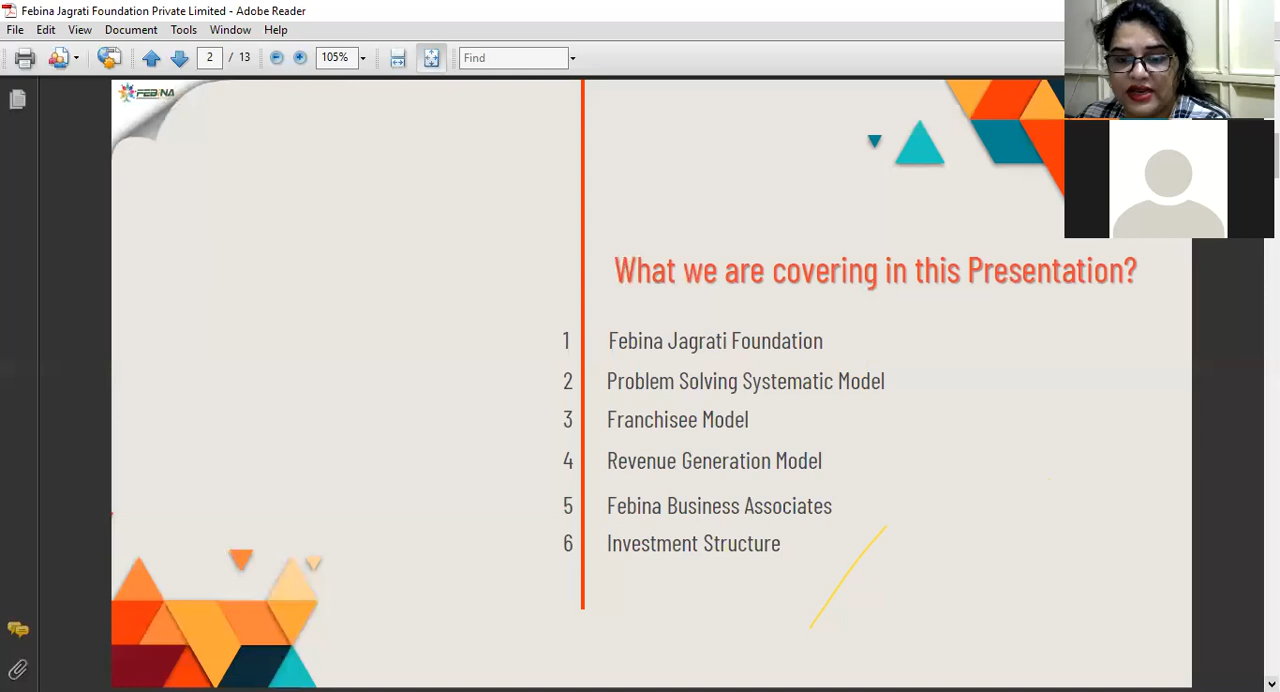 Febina Jagrati Foundation Private Limited - Adobe Reader
File Edit View Document Tools Window Help
2 / 13 105% Find
FEBINA
What we are covering in this Presentation?
1 Febina Jagrati Foundation
2 Problem Solving Systematic Model
3 Franchisee Model
4 Revenue Generation Model
5 Febina Business Associates
6 Investment Structure